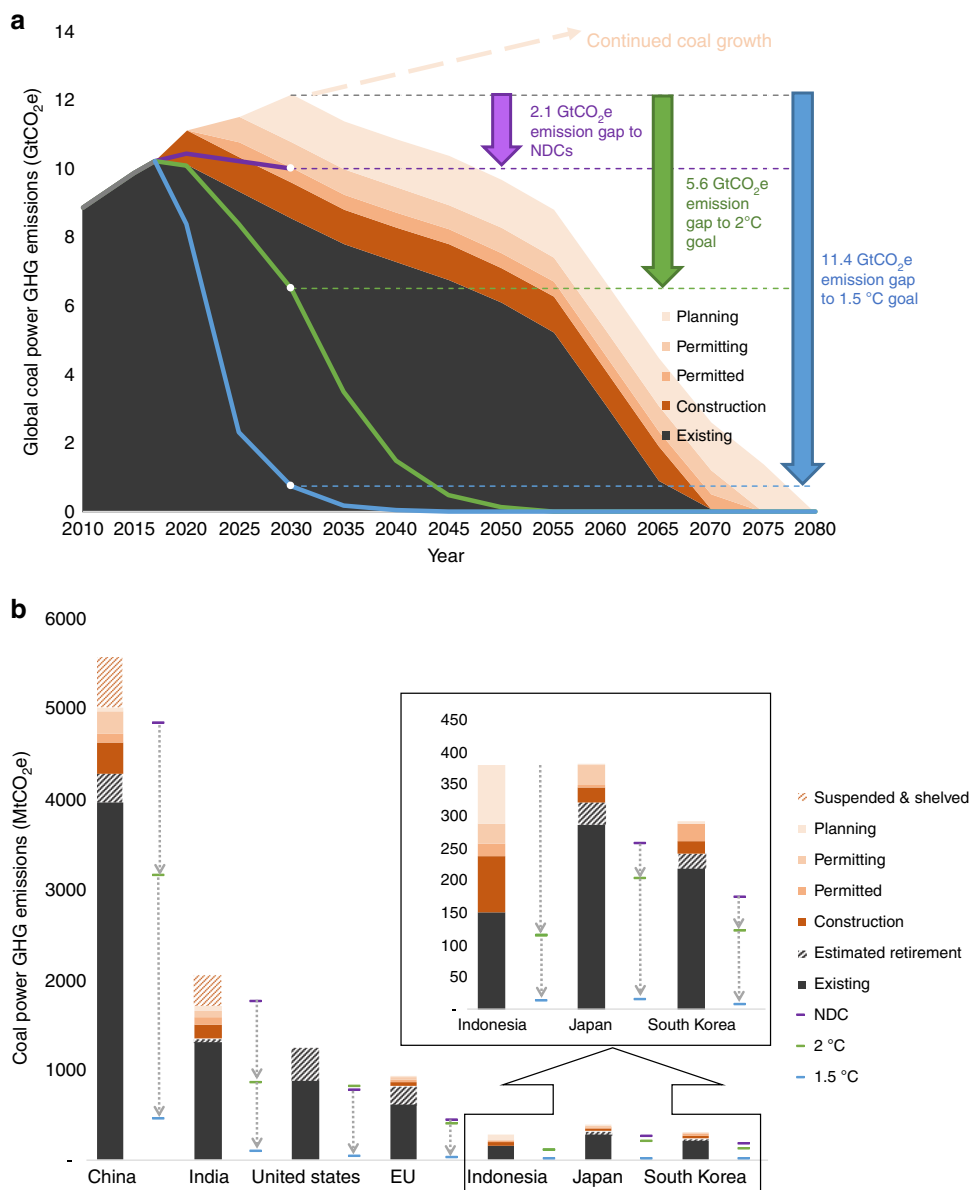 a
14
12
10
8
6
4
2
0
Global coal power GHG emissions (GtCO2e)
Continued coal growth
2.1 GtCO2e
emission gap to
NDCs
5.6 GtCO2e
emission
gap to 2°C
goal
11.4 GtCO2e
emission gap
to 1.5 °C goal
Planning
Permitting
Permitted
Construction
Existing
2010 2015 2020 2025 2030 2035 2040 2045 2050 2055 2060 2065 2070 2075 2080
Year
b
6000
5000
4000
3000
2000
1000
-
Coal power GHG emissions (MtCO2e)
450
400
350
300
250
200
150
100
50
-
Indonesia Japan South Korea
Suspended & shelved
Planning
Permitting
Permitted
Construction
Estimated retirement
Existing
NDC
2 °C
1.5 °C
China India United states EU Indonesia Japan South Korea